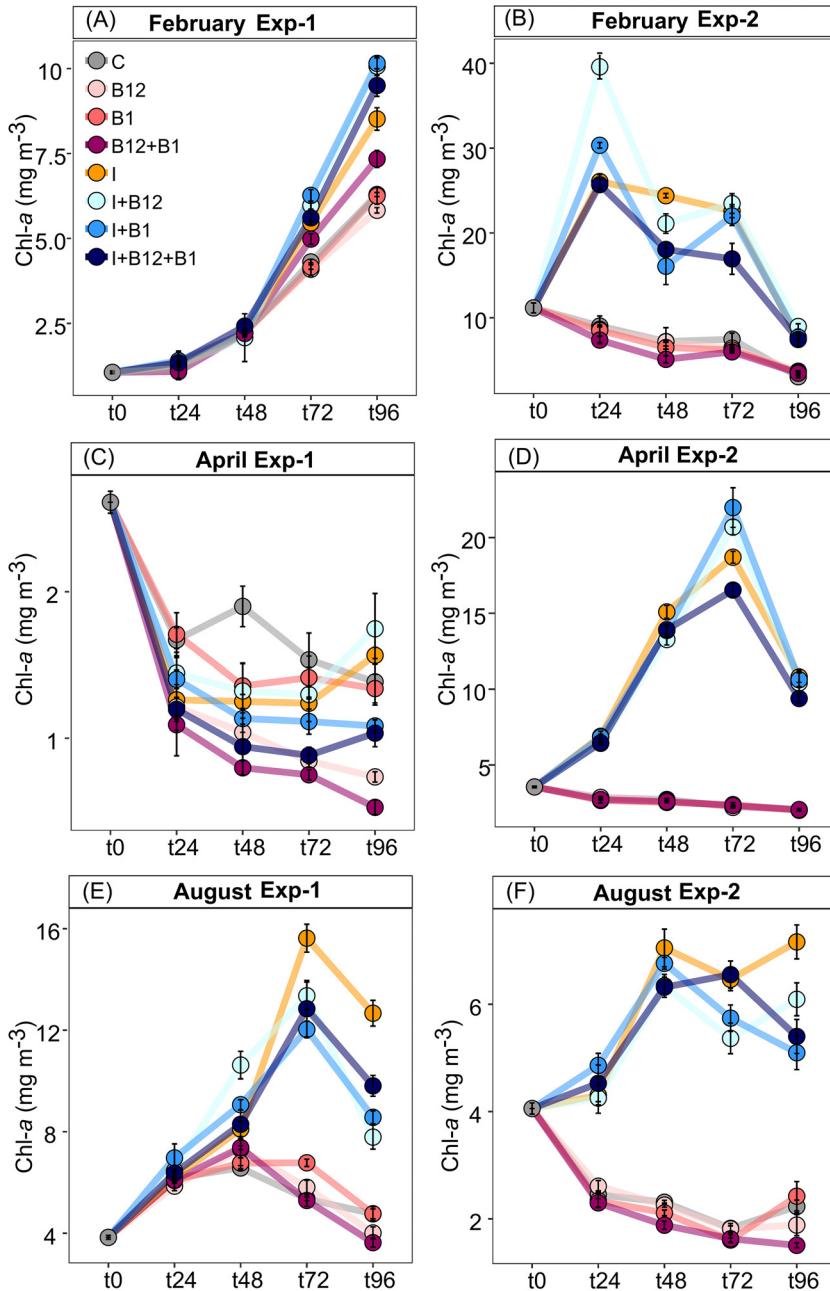 (A) February Exp-1
Chl-a (mg m−3)
10
7.5
5.0
2.5
C
B12
B1
B12+B1
I
I+B12
I+B1
I+B12+B1
t0 t24 t48 t72 t96
(B) February Exp-2
Chl-a (mg m−3)
40
30
20
10
t0 t24 t48 t72 t96
(C) April Exp-1
Chl-a (mg m−3)
2
1
t0 t24 t48 t72 t96
(D) April Exp-2
Chl-a (mg m−3)
20
15
10
5
t0 t24 t48 t72 t96
(E) August Exp-1
Chl-a (mg m−3)
16
12
8
4
t0 t24 t48 t72 t96
(F) August Exp-2
Chl-a (mg m−3)
6
4
2
t0 t24 t48 t72 t96